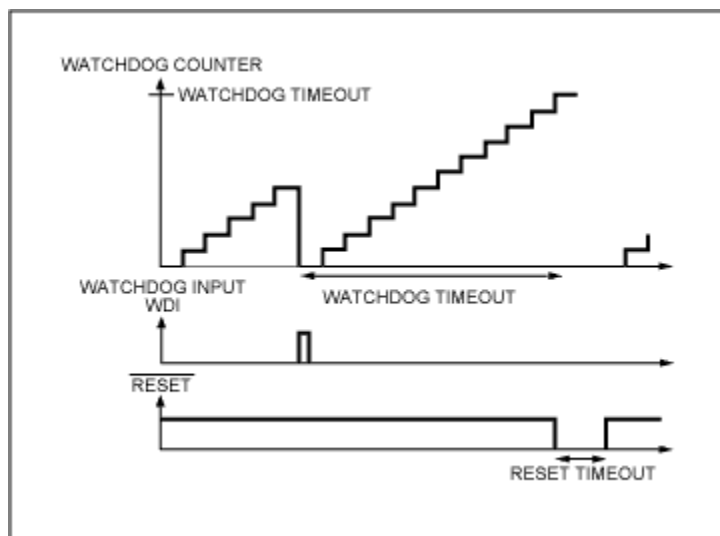 WATCHDOG COUNTER
WATCHDOG TIMEOUT
WATCHDOG TIMEOUT
WATCHDOG INPUT
WDI
RESET
RESET TIMEOUT